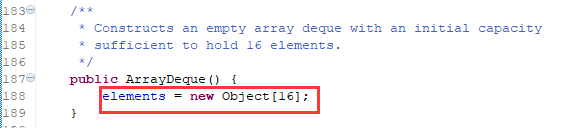 183 /**
184 * Constructs an empty array deque with an initial capacity
185 * sufficient to hold 16 elements.
186 */
187 public ArrayDeque() {
188 elements = new Object[16];
189 }